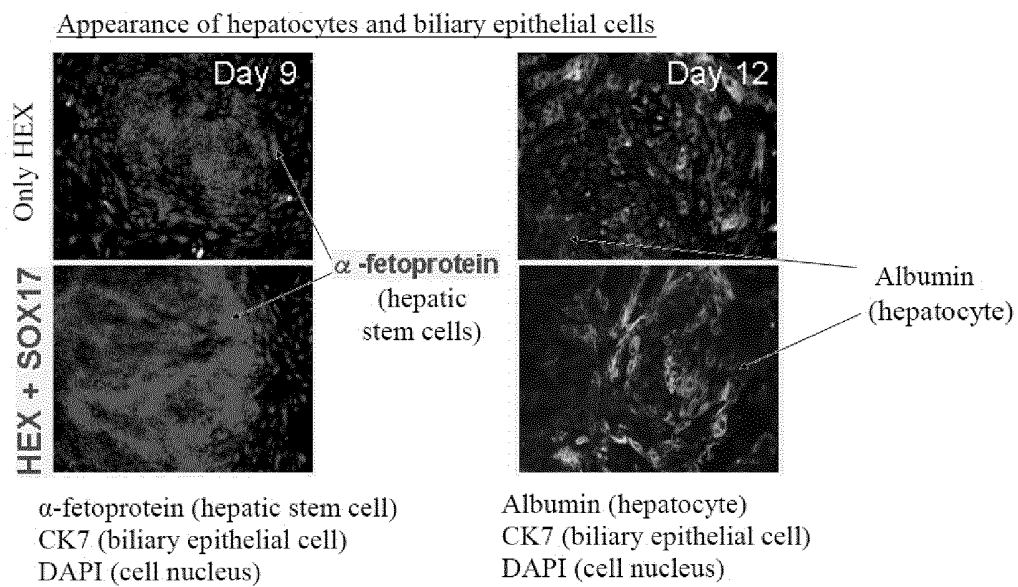 Appearance of hepatocytes and biliary epithelial cells
Day 9
Day 12
Only HEX
HEX + SOX17
α -fetoprotein
(hepatic
stem cells)
Albumin
(hepatocyte)
α-fetoprotein (hepatic stem cell)
CK7 (biliary epithelial cell)
DAPI (cell nucleus)
Albumin (hepatocyte)
CK7 (biliary epithelial cell)
DAPI (cell nucleus)